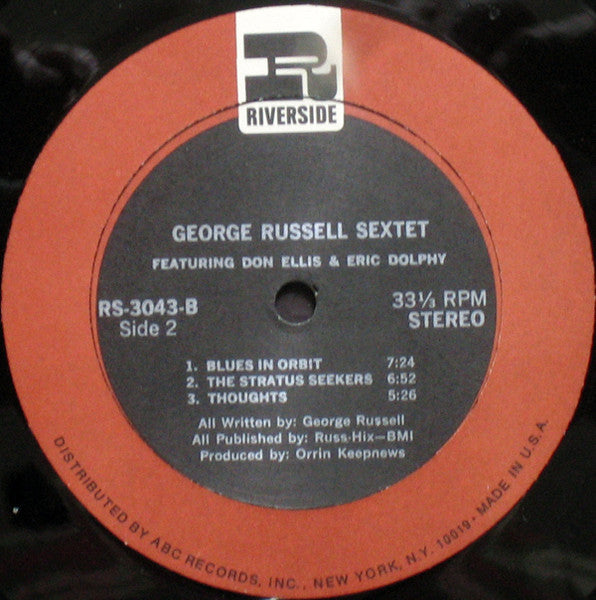 RIVERSIDE
GEORGE RUSSELL SEXTET
FEATURING DON ELLIS & ERIC DOLPHY
RS-3043-B
Side 2
33⅓ RPM
STEREO
1. BLUES IN ORBIT 7:24
2. THE STRATUS SEEKERS 6:52
3. THOUGHTS 5:26
All Written by: George Russell
All Published by: Russ-Hix—BMI
Produced by: Orrin Keepnews
DISTRIBUTED BY ABC RECORDS, INC., NEW YORK, N.Y. 10019 • MADE IN U.S.A.